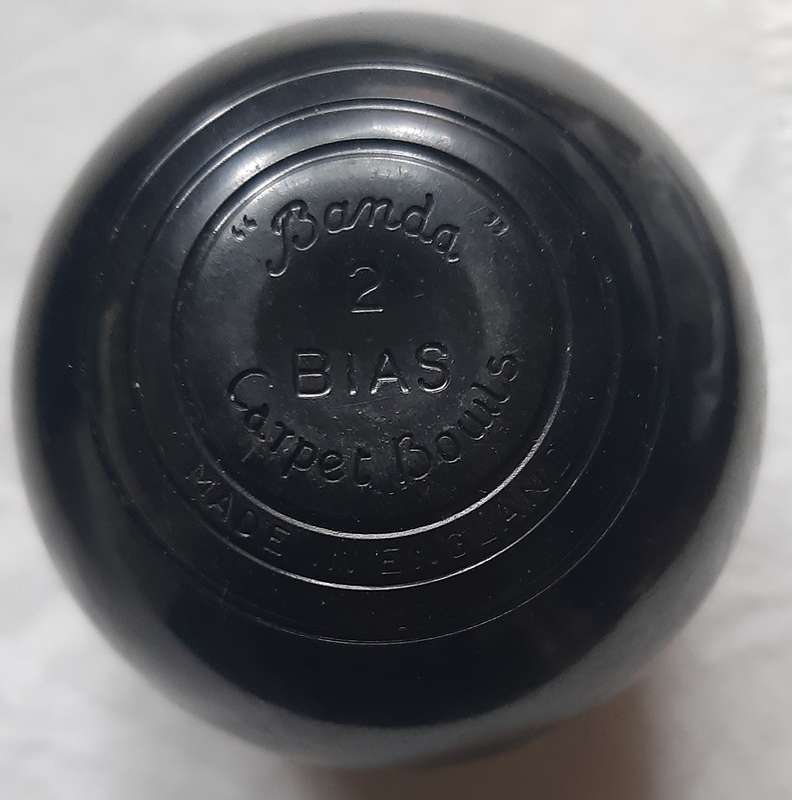 "Banda"
2
BIAS
Carpet Bowls
MADE IN ENGLAND